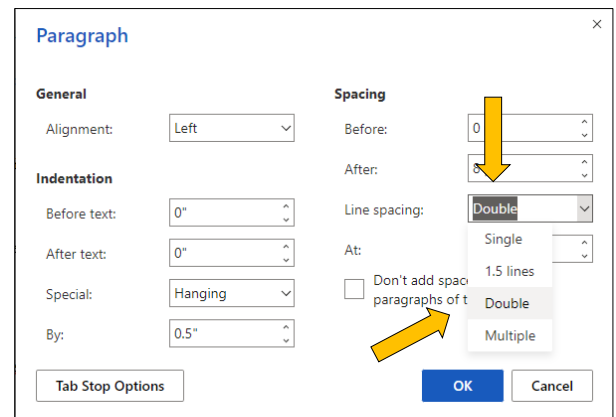 Paragraph
General
Alignment: Left
Indentation
Before text: 0"
After text: 0"
Special: Hanging
By: 0.5"
Spacing
Before: 0
After: 8
Line spacing: Double
At:
Single
1.5 lines
Double
Multiple
Don't add spac
paragraphs of t
Tab Stop Options
OK
Cancel